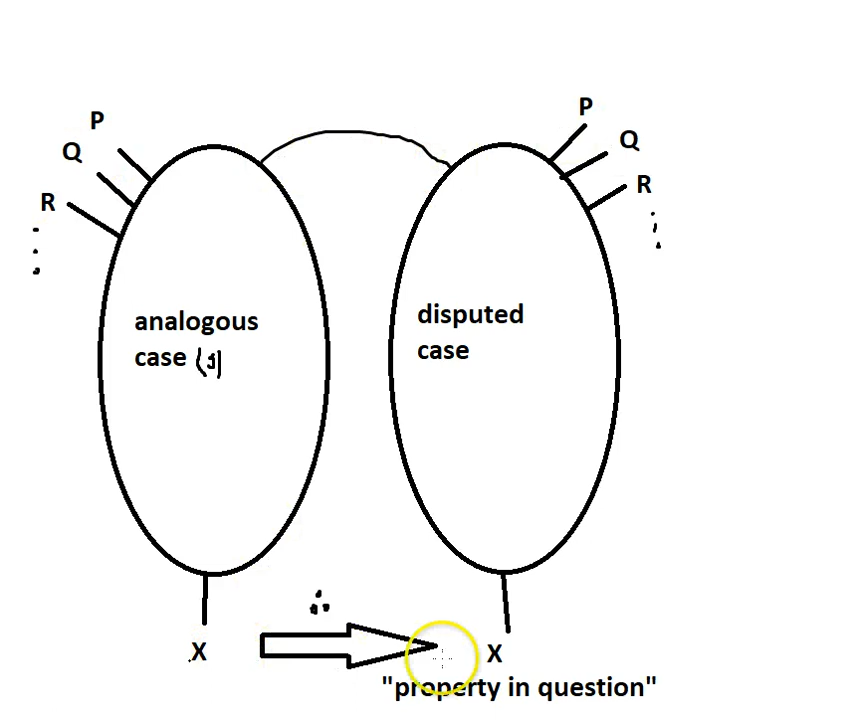 P
Q
R
P
Q
R
analogous
case
disputed
case
X
∴
X
"property in question"